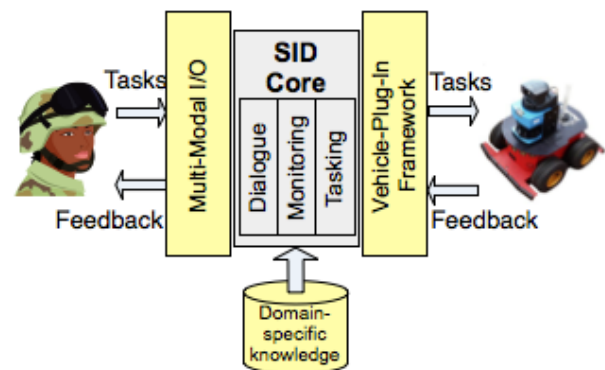 SID
Core
Tasks
Multi-Modal I/O
Dialogue
Monitoring
Tasking
Vehicle-Plug-In
Framework
Tasks
Feedback
Feedback
Domain-
specific
knowledge